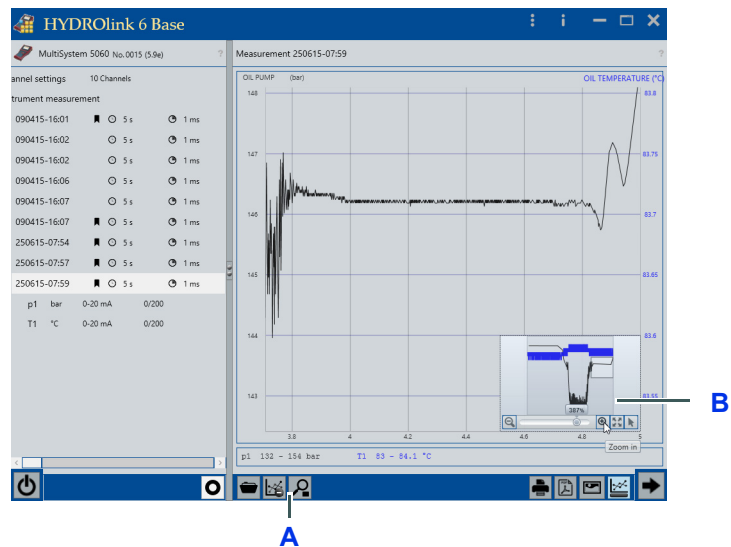 HYDROlink 6 Base
MultiSystem 5060 No. 0015 (5.9e) ?
Measurement 250615-07:59 ?
annel settings 10 Channels
trument measurement
090415-16:01 5 s 1 ms
090415-16:02 5 s 1 ms
090415-16:02 5 s 1 ms
090415-16:06 5 s 1 ms
090415-16:07 5 s 1 ms
090415-16:07 5 s 1 ms
250615-07:54 5 s 1 ms
250615-07:57 5 s 1 ms
250615-07:59 5 s 1 ms
p1 bar 0-20 mA 0/200
T1 °C 0-20 mA 0/200
OIL PUMP (bar) OIL TEMPERATURE (°C)
148 83.8
147 83.75
146 83.7
145 83.65
144 83.6
143 83.55
387%
3.8 4 4.2 4.4 4.6 4.8 5
Zoom in
p1 132 - 154 bar T1 83 - 84.1 °C
B
A